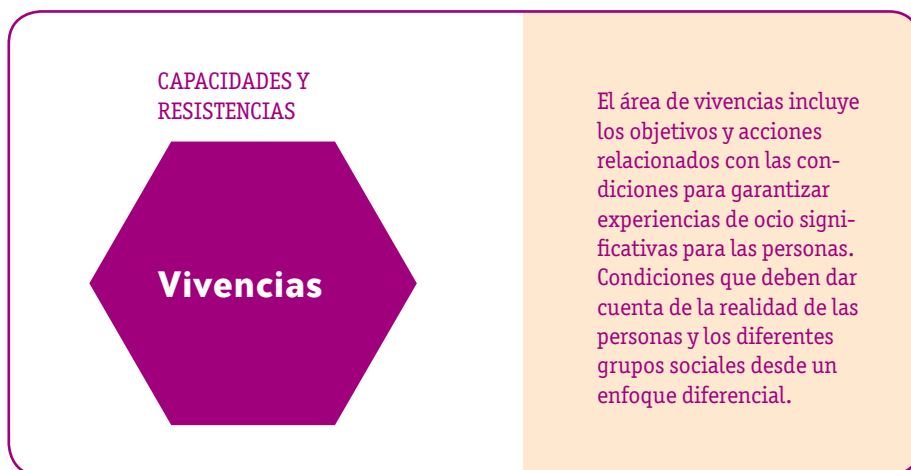 CAPACIDADES Y
RESISTENCIAS
Vivencias
El área de vivencias incluye
los objetivos y acciones
relacionados con las con-
diciones para garantizar
experiencias de ocio signi-
ficativas para las personas.
Condiciones que deben dar
cuenta de la realidad de las
personas y los diferentes
grupos sociales desde un
enfoque diferencial.